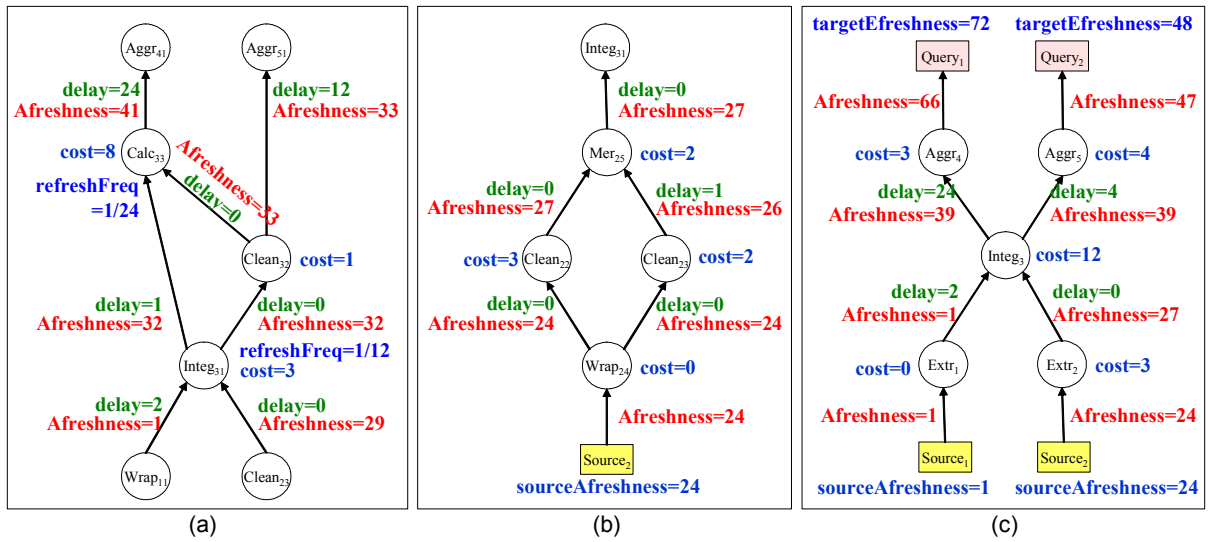 Aggr41
Aggr51
delay=24
Afreshness=41
delay=12
Afreshness=33
cost=8
Calc33
Afreshness=33
delay=0
refreshFreq
=1/24
Clean32
cost=1
delay=1
Afreshness=32
delay=0
Afreshness=32
refreshFreq=1/12
Integ31
cost=3
delay=2
Afreshness=1
delay=0
Afreshness=29
Wrap11
Clean23
(a)
Integ31
delay=0
Afreshness=27
Mer25
cost=2
delay=0
Afreshness=27
delay=1
Afreshness=26
cost=3
Clean22
Clean23
cost=2
delay=0
Afreshness=24
delay=0
Afreshness=24
Wrap24
cost=0
Afreshness=24
Source2
sourceAfreshness=24
(b)
targetEfreshness=72
targetEfreshness=48
Query1
Query2
Afreshness=66
Afreshness=47
cost=3
Aggr4
Aggr5
cost=4
delay=24
Afreshness=39
delay=4
Afreshness=39
Integ3
cost=12
delay=2
Afreshness=1
delay=0
Afreshness=27
cost=0
Extr1
Extr2
cost=3
Afreshness=1
Afreshness=24
Source1
Source2
sourceAfreshness=1
sourceAfreshness=24
(c)